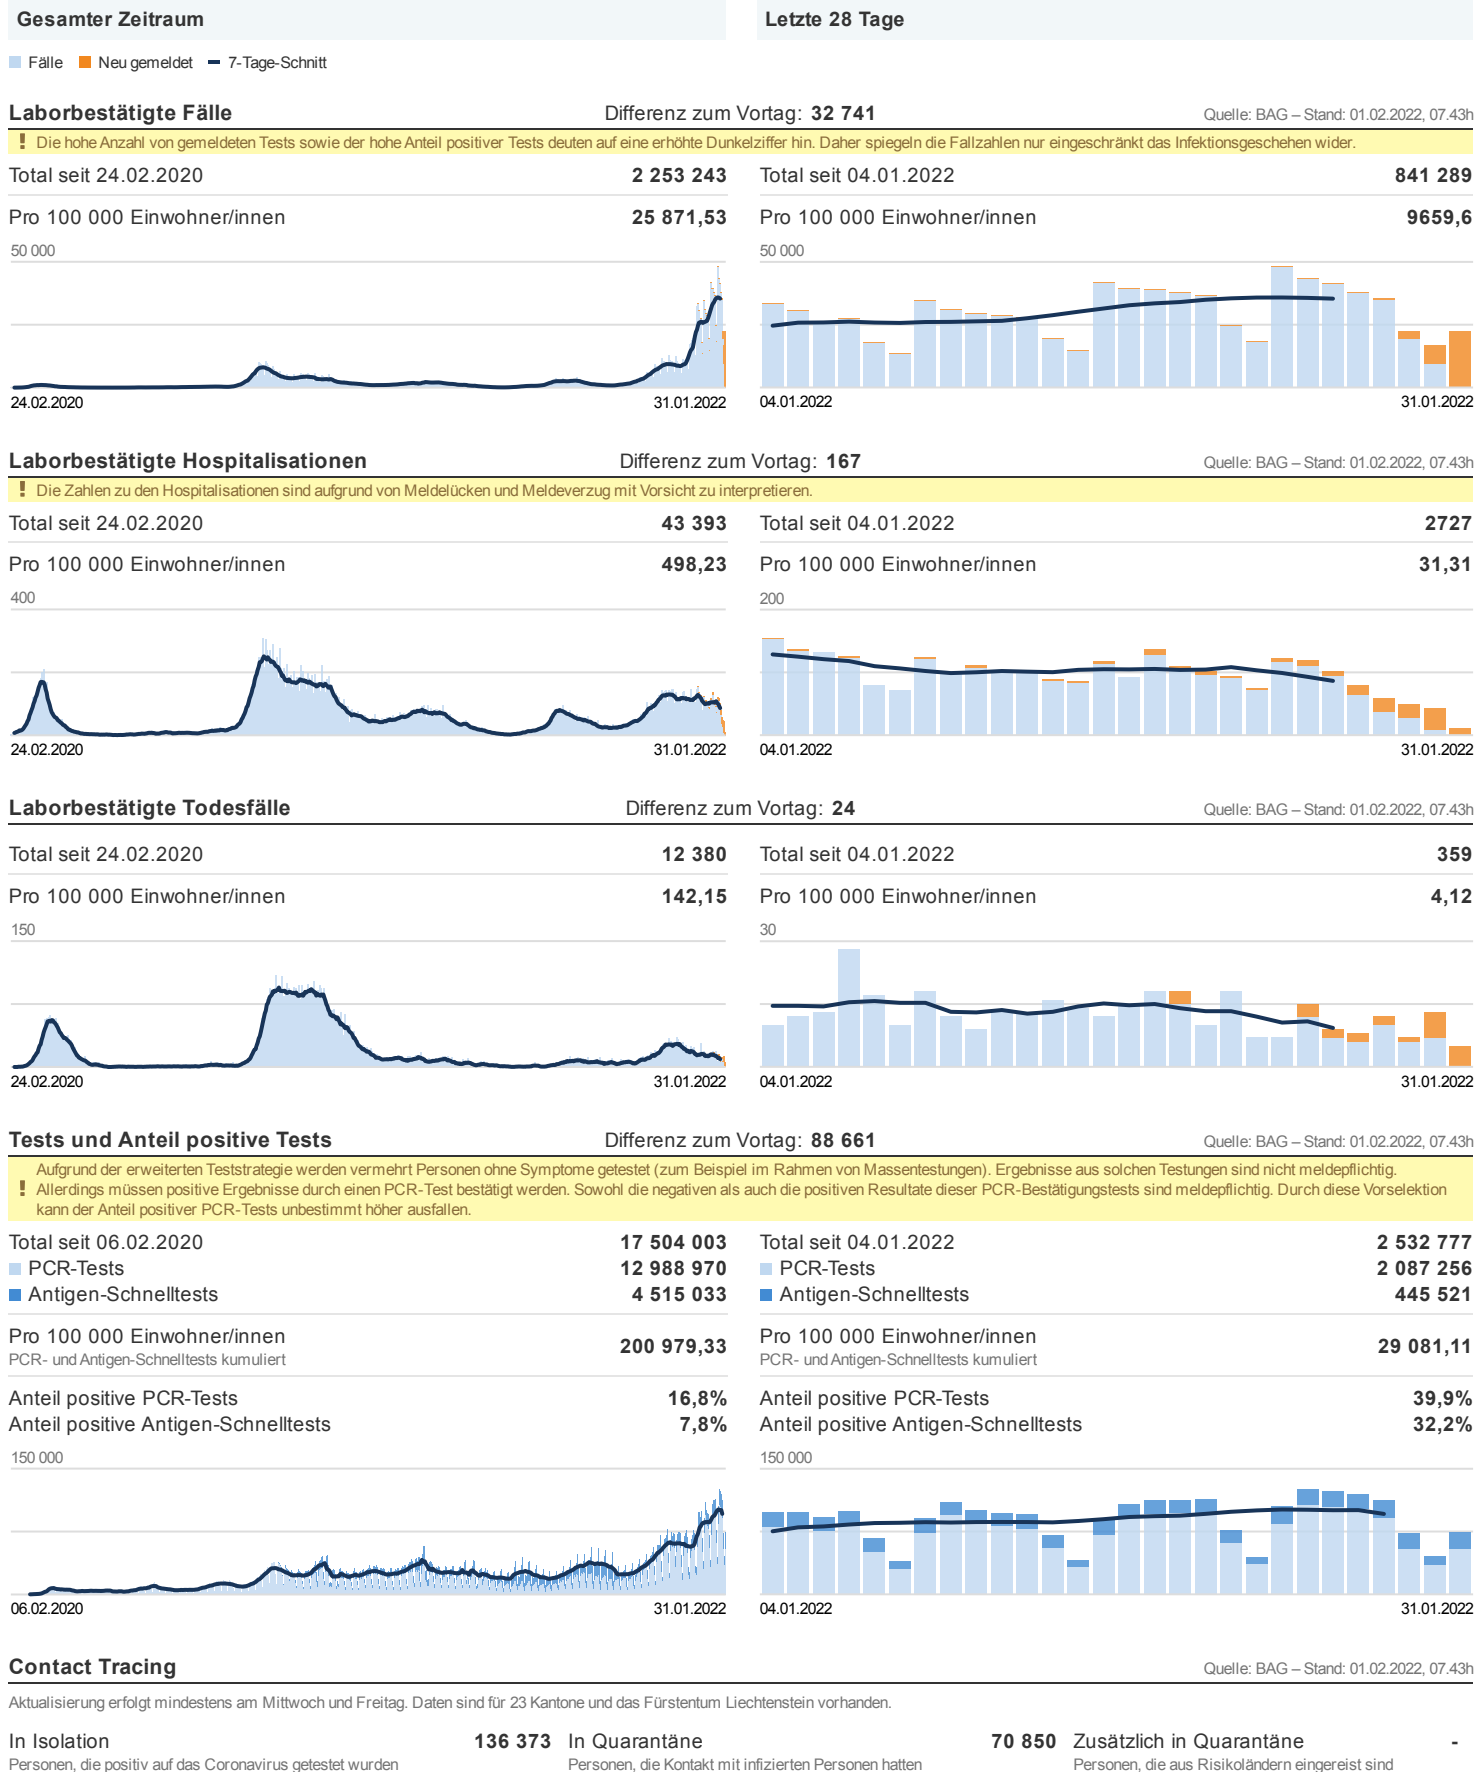 Gesamter Zeitraum
Letzte 28 Tage
Fälle Neu gemeldet 7-Tage-Schnitt
Laborbestätigte Fälle Differenz zum Vortag: 32 741 Quelle: BAG – Stand: 01.02.2022, 07.43h
! Die hohe Anzahl von gemeldeten Tests sowie der hohe Anteil positiver Tests deuten auf eine erhöhte Dunkelziffer hin. Daher spiegeln die Fallzahlen nur eingeschränkt das Infektionsgeschehen wider.
Total seit 24.02.2020 2 253 243 Total seit 04.01.2022 841 289
Pro 100 000 Einwohner/innen 25 871,53 Pro 100 000 Einwohner/innen 9659,6
50 000 50 000
24.02.2020 31.01.2022 04.01.2022 31.01.2022
Laborbestätigte Hospitalisationen Differenz zum Vortag: 167 Quelle: BAG – Stand: 01.02.2022, 07.43h
! Die Zahlen zu den Hospitalisationen sind aufgrund von Meldelücken und Meldeverzug mit Vorsicht zu interpretieren.
Total seit 24.02.2020 43 393 Total seit 04.01.2022 2727
Pro 100 000 Einwohner/innen 498,23 Pro 100 000 Einwohner/innen 31,31
400 200
24.02.2020 31.01.2022 04.01.2022 31.01.2022
Laborbestätigte Todesfälle Differenz zum Vortag: 24 Quelle: BAG – Stand: 01.02.2022, 07.43h
Total seit 24.02.2020 12 380 Total seit 04.01.2022 359
Pro 100 000 Einwohner/innen 142,15 Pro 100 000 Einwohner/innen 4,12
150 30
24.02.2020 31.01.2022 04.01.2022 31.01.2022
Tests und Anteil positive Tests Differenz zum Vortag: 88 661 Quelle: BAG – Stand: 01.02.2022, 07.43h
Aufgrund der erweiterten Teststrategie werden vermehrt Personen ohne Symptome getestet (zum Beispiel im Rahmen von Massentestungen). Ergebnisse aus solchen Testungen sind nicht meldepflichtig.
! Allerdings müssen positive Ergebnisse durch einen PCR-Test bestätigt werden. Sowohl die negativen als auch die positiven Resultate dieser PCR-Bestätigungstests sind meldepflichtig. Durch diese Vorselektion
kann der Anteil positiver PCR-Tests unbestimmt höher ausfallen.
Total seit 06.02.2020 17 504 003 Total seit 04.01.2022 2 532 777
PCR-Tests 12 988 970 PCR-Tests 2 087 256
Antigen-Schnelltests 4 515 033 Antigen-Schnelltests 445 521
Pro 100 000 Einwohner/innen 200 979,33 Pro 100 000 Einwohner/innen 29 081,11
PCR- und Antigen-Schnelltests kumuliert PCR- und Antigen-Schnelltests kumuliert
Anteil positive PCR-Tests 16,8% Anteil positive PCR-Tests 39,9%
Anteil positive Antigen-Schnelltests 7,8% Anteil positive Antigen-Schnelltests 32,2%
150 000 150 000
06.02.2020 31.01.2022 04.01.2022 31.01.2022
Contact Tracing Quelle: BAG – Stand: 01.02.2022, 07.43h
Aktualisierung erfolgt mindestens am Mittwoch und Freitag. Daten sind für 23 Kantone und das Fürstentum Liechtenstein vorhanden.
In Isolation 136 373 In Quarantäne 70 850 Zusätzlich in Quarantäne -
Personen, die positiv auf das Coronavirus getestet wurden Personen, die Kontakt mit infizierten Personen hatten Personen, die aus Risikoländern eingereist sind